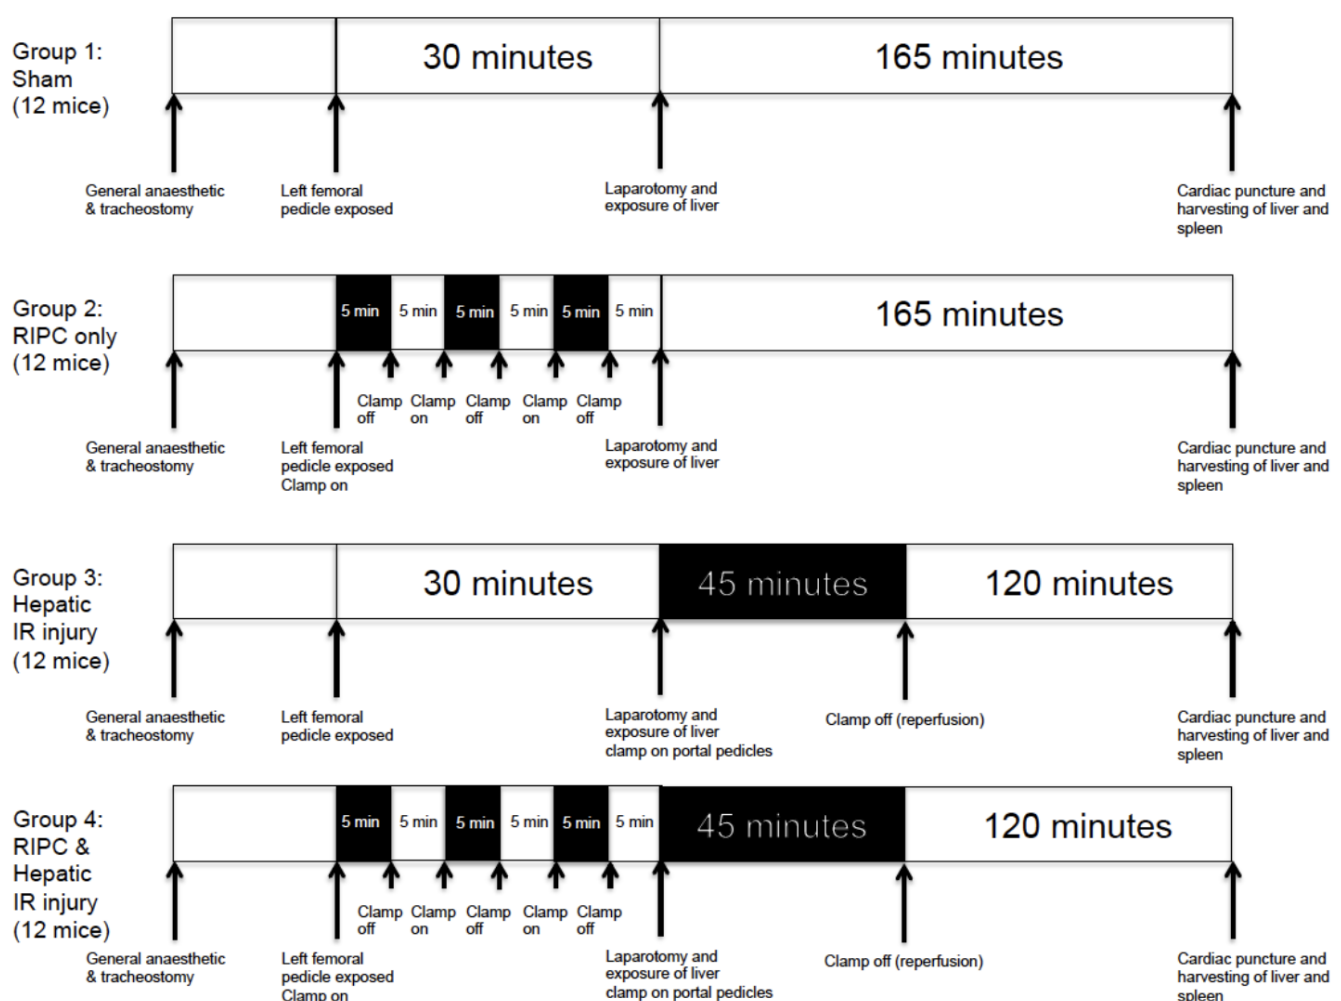 Group 1:
Sham
(12 mice)
30 minutes
165 minutes
General anaesthetic
& tracheostomy
Left femoral
pedicle exposed
Laparotomy and
exposure of liver
Cardiac puncture and
harvesting of liver and
spleen
Group 2:
RIPC only
(12 mice)
5 min 5 min 5 min 5 min 5 min 5 min
165 minutes
Clamp
off
Clamp
on
Clamp
off
Clamp
on
Clamp
off
General anaesthetic
& tracheostomy
Left femoral
pedicle exposed
Clamp on
Laparotomy and
exposure of liver
Cardiac puncture and
harvesting of liver and
spleen
Group 3:
Hepatic
IR injury
(12 mice)
30 minutes
45 minutes
120 minutes
General anaesthetic
& tracheostomy
Left femoral
pedicle exposed
Laparotomy and
exposure of liver
clamp on portal pedicles
Clamp off (reperfusion)
Cardiac puncture and
harvesting of liver and
spleen
Group 4:
RIPC &
Hepatic
IR injury
(12 mice)
5 min 5 min 5 min 5 min 5 min 5 min
45 minutes
120 minutes
Clamp
off
Clamp
on
Clamp
off
Clamp
on
Clamp
off
General anaesthetic
& tracheostomy
Left femoral
pedicle exposed
Clamp on
Laparotomy and
exposure of liver
clamp on portal pedicles
Clamp off (reperfusion)
Cardiac puncture and
harvesting of liver and
spleen